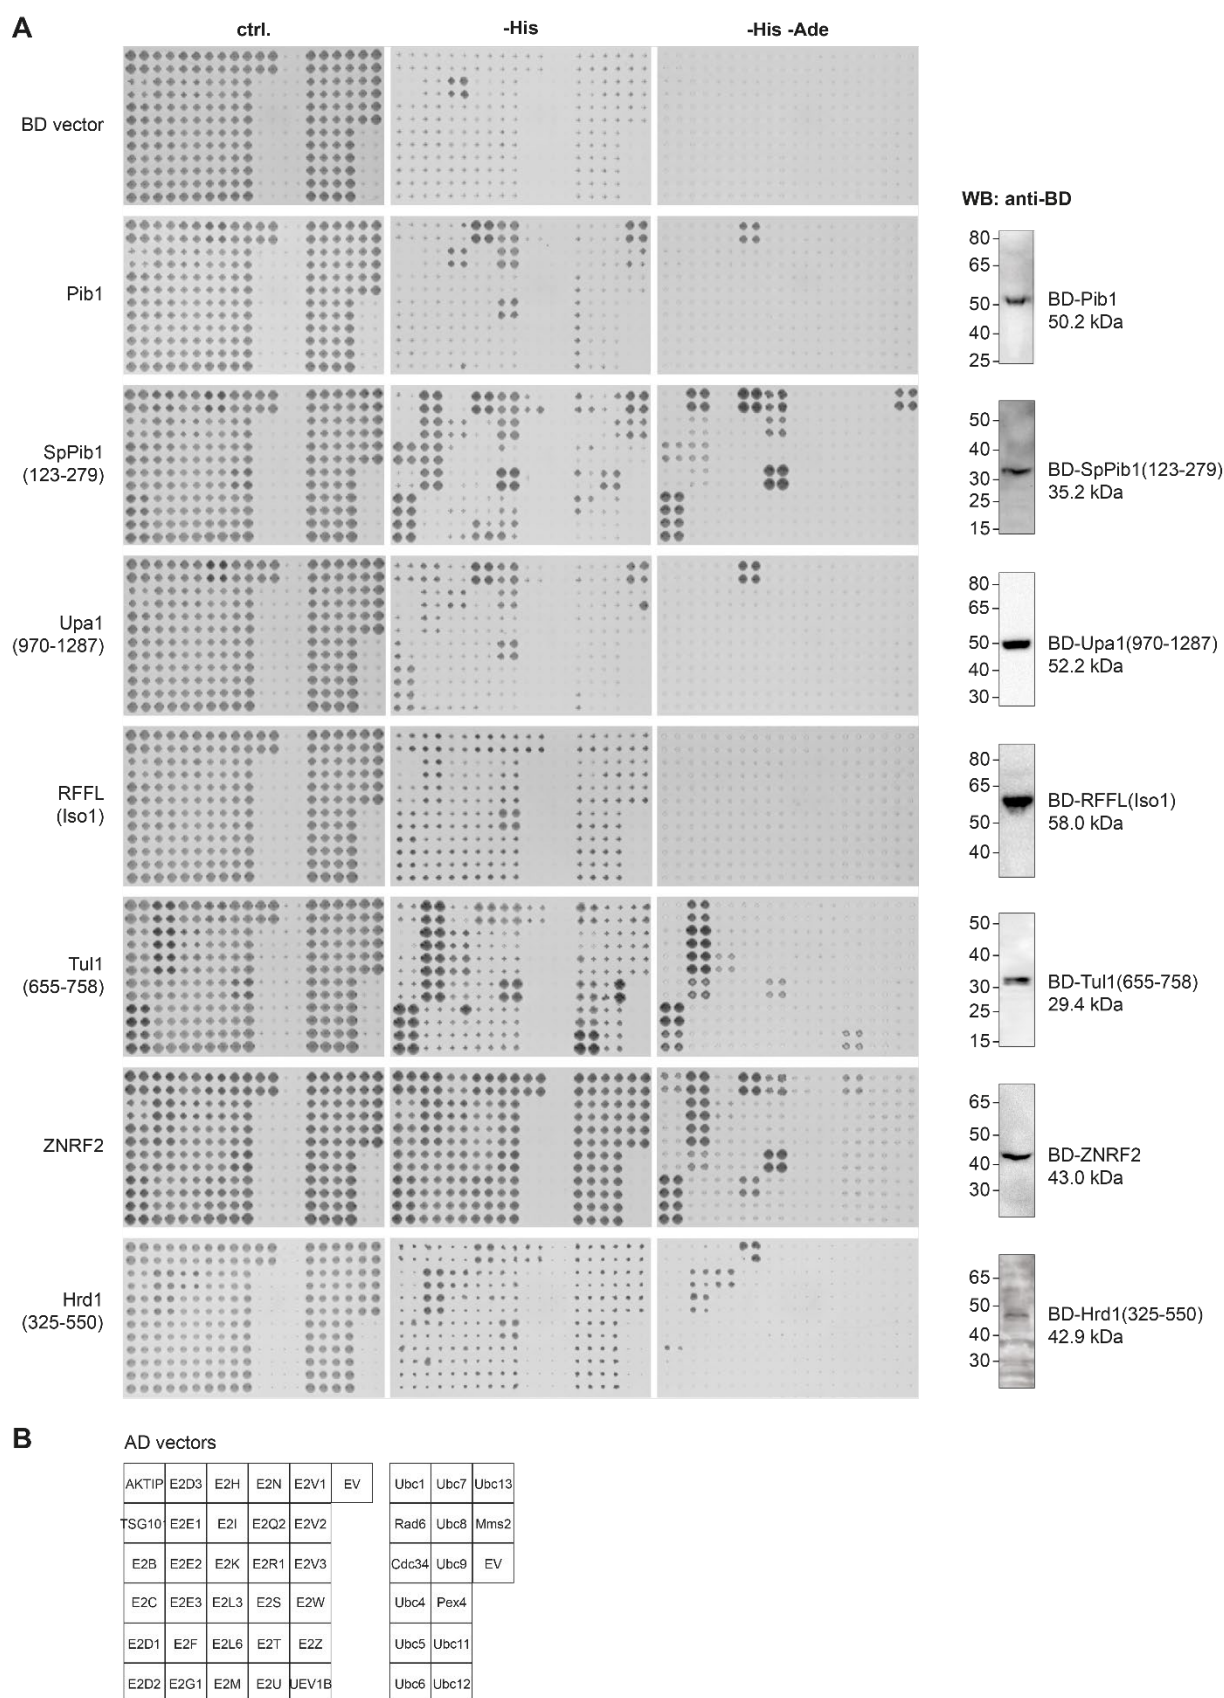 A
ctrl.
-His
-His -Ade
BD vector
WB: anti-BD
Pib1
80
65
50
40
25
BD-Pib1
50.2 kDa
SpPib1
(123-279)
50
40
30
25
15
BD-SpPib1(123-279)
35.2 kDa
Upa1
(970-1287)
80
65
50
40
30
BD-Upa1(970-1287)
52.2 kDa
RFFL
(Iso1)
80
65
50
40
BD-RFFL(Iso1)
58.0 kDa
Tul1
(655-758)
50
40
30
25
15
BD-Tul1(655-758)
29.4 kDa
ZNRF2
65
50
40
30
BD-ZNRF2
43.0 kDa
Hrd1
(325-550)
65
50
40
30
BD-Hrd1(325-550)
42.9 kDa
B
AD vectors
AKTIP E2D3 E2H E2N E2V1 EV Ubc1 Ubc7 Ubc13
TSG101 E2E1 E2I E2Q2 E2V2 Rad6 Ubc8 Mms2
E2B E2E2 E2K E2R1 E2V3 Cdc34 Ubc9 EV
E2C E2E3 E2L3 E2S E2W Ubc4 Pex4
E2D1 E2F E2L6 E2T E2Z Ubc5 Ubc11
E2D2 E2G1 E2M E2U UEV1B Ubc6 Ubc12